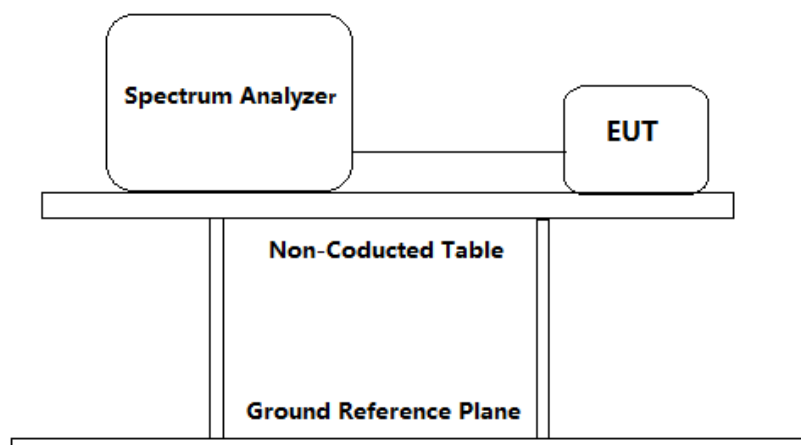 Spectrum Analyzer
EUT
Non-Coducted Table
Ground Reference Plane